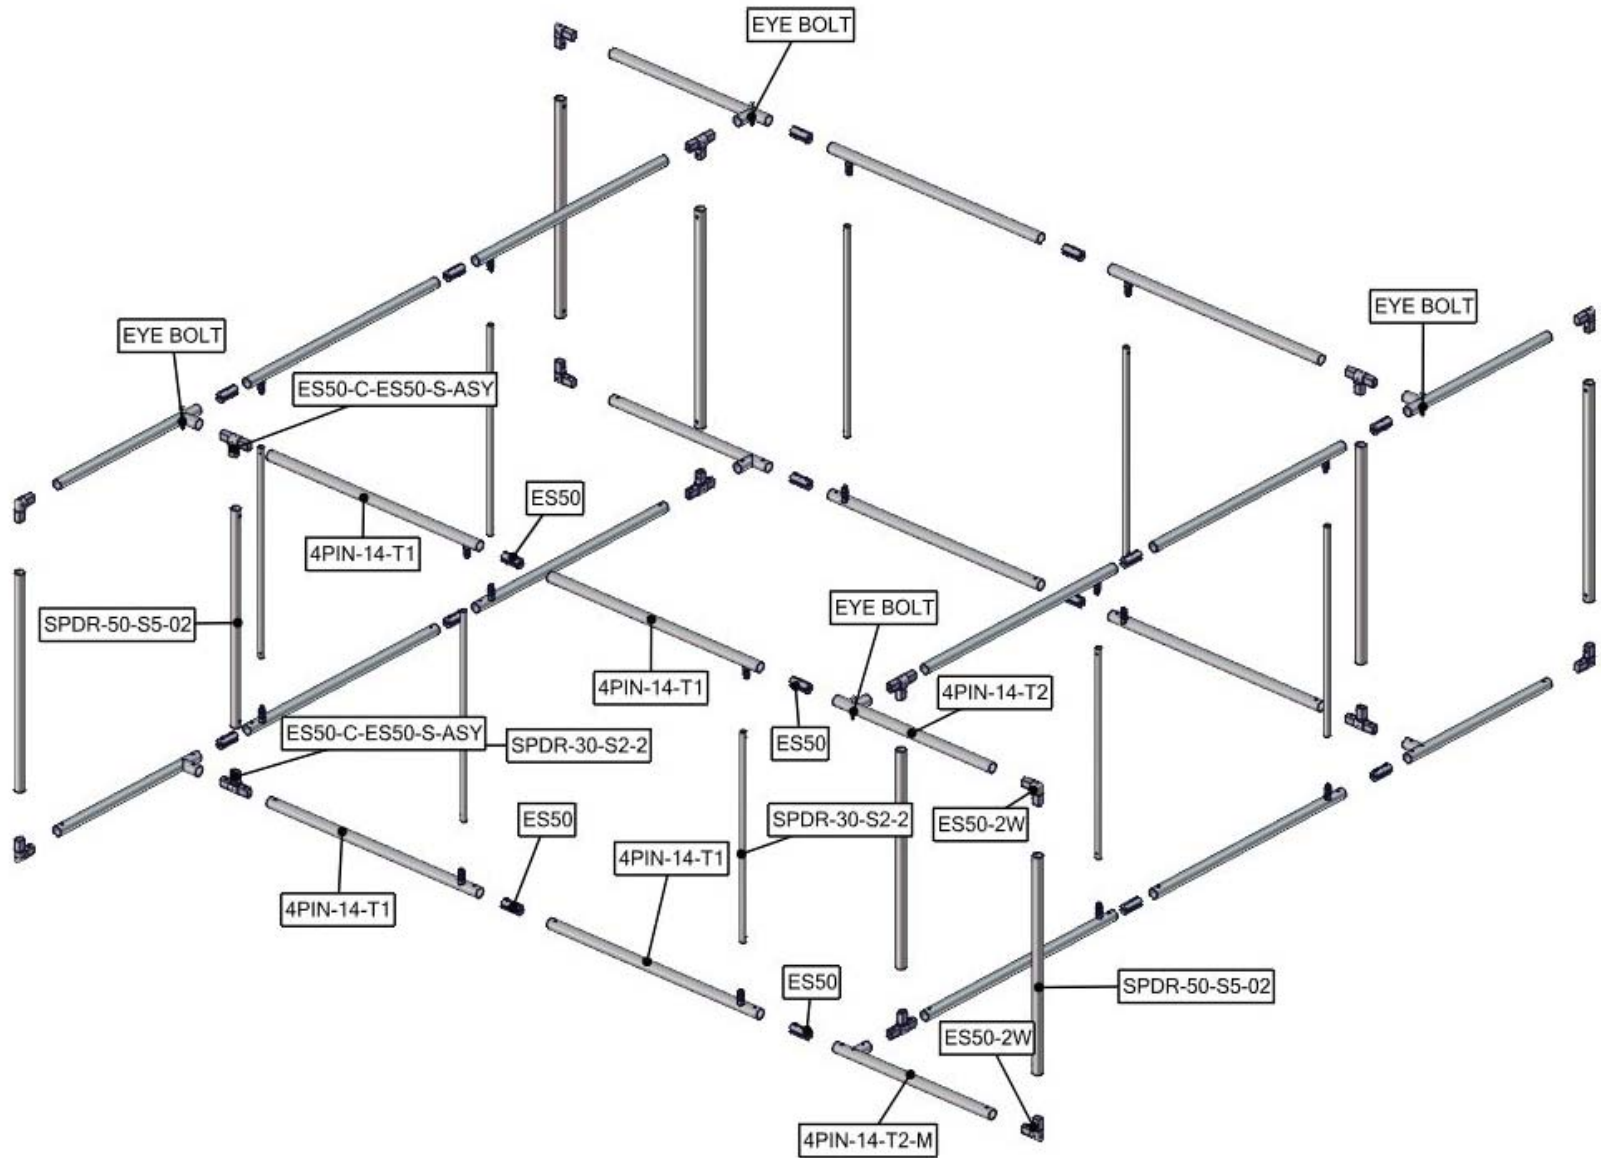 EYE BOLT
EYE BOLT
EYE BOLT
ES50-C-ES50-S-ASY
ES50
4PIN-14-T1
EYE BOLT
SPDR-50-S5-02
4PIN-14-T1
4PIN-14-T2
ES50-C-ES50-S-ASY
SPDR-30-S2-2
ES50
ES50
SPDR-30-S2-2
ES50-2W
4PIN-14-T1
4PIN-14-T1
ES50
SPDR-50-S5-02
ES50-2W
4PIN-14-T2-M